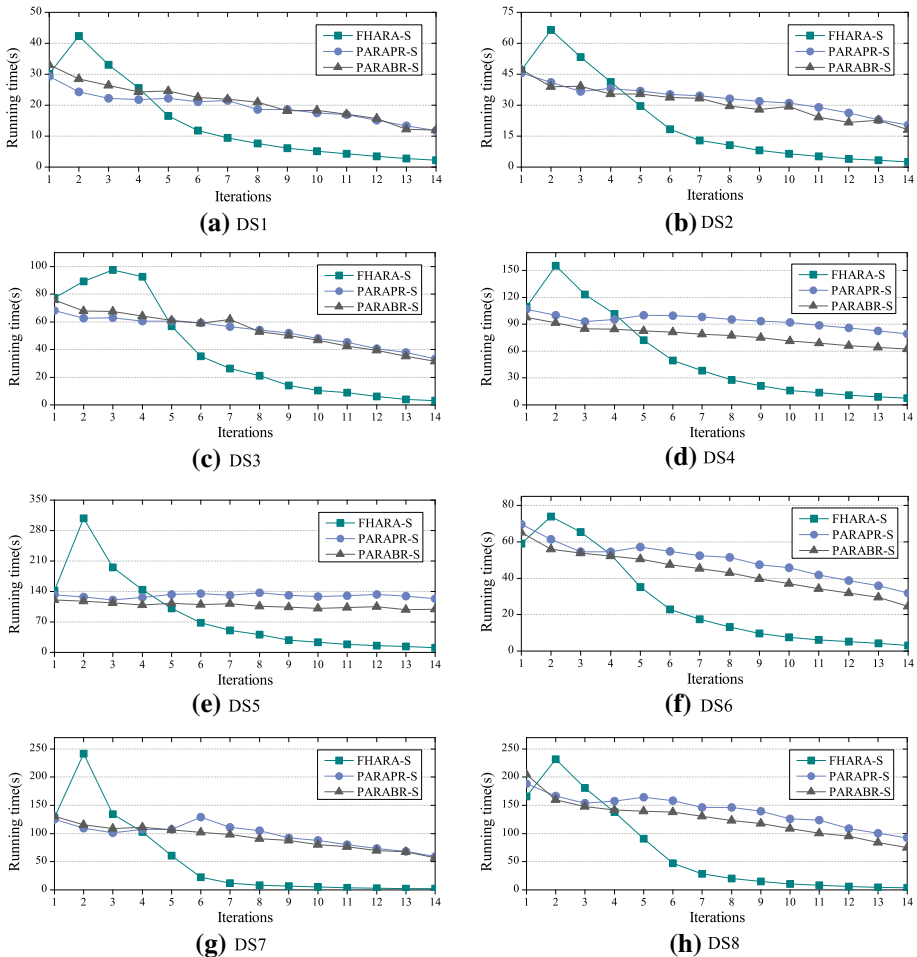 50
40
30
20
10
0
Running time(s)
FHARA-S
PARAPR-S
PARABR-S
1 2 3 4 5 6 7 8 9 10 11 12 13 14
Iterations
(a) DS1
75
60
45
30
15
0
Running time(s)
FHARA-S
PARAPR-S
PARABR-S
1 2 3 4 5 6 7 8 9 10 11 12 13 14
Iterations
(b) DS2
100
80
60
40
20
0
Running time(s)
FHARA-S
PARAPR-S
PARABR-S
1 2 3 4 5 6 7 8 9 10 11 12 13 14
Iterations
(c) DS3
150
120
90
60
30
0
Running time(s)
FHARA-S
PARAPR-S
PARABR-S
1 2 3 4 5 6 7 8 9 10 11 12 13 14
Iterations
(d) DS4
350
280
210
140
70
0
Running time(s)
FHARA-S
PARAPR-S
PARABR-S
1 2 3 4 5 6 7 8 9 10 11 12 13 14
Iterations
(e) DS5
80
60
40
20
0
Running time(s)
FHARA-S
PARAPR-S
PARABR-S
1 2 3 4 5 6 7 8 9 10 11 12 13 14
Iterations
(f) DS6
250
200
150
100
50
0
Running time(s)
FHARA-S
PARAPR-S
PARABR-S
1 2 3 4 5 6 7 8 9 10 11 12 13 14
Iterations
(g) DS7
250
200
150
100
50
0
Running time(s)
FHARA-S
PARAPR-S
PARABR-S
1 2 3 4 5 6 7 8 9 10 11 12 13 14
Iterations
(h) DS8